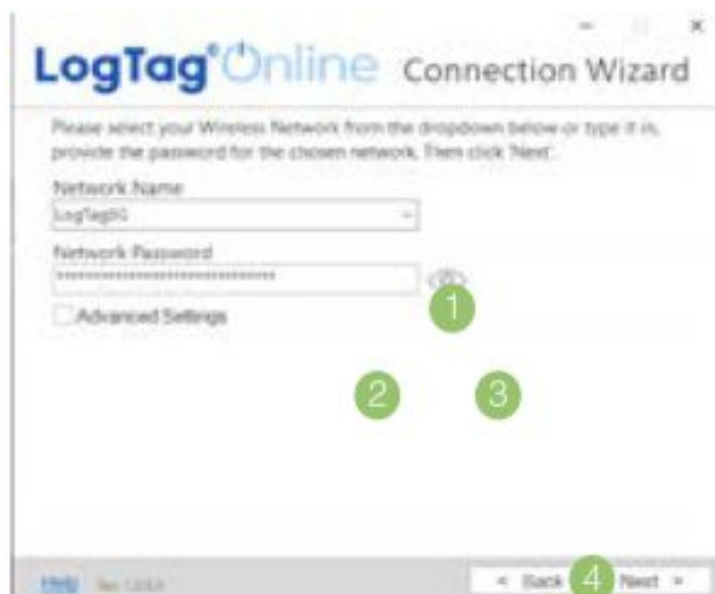 LogTag® Online Connection Wizard
Please select your Wireless Network from the dropdown below or type it in,
provide the password for the chosen network. Then click 'Next'.
Network Name
LogTag5G
Network Password
*******************************
1
Advanced Settings
2 3
Help
< Back 4 Next >